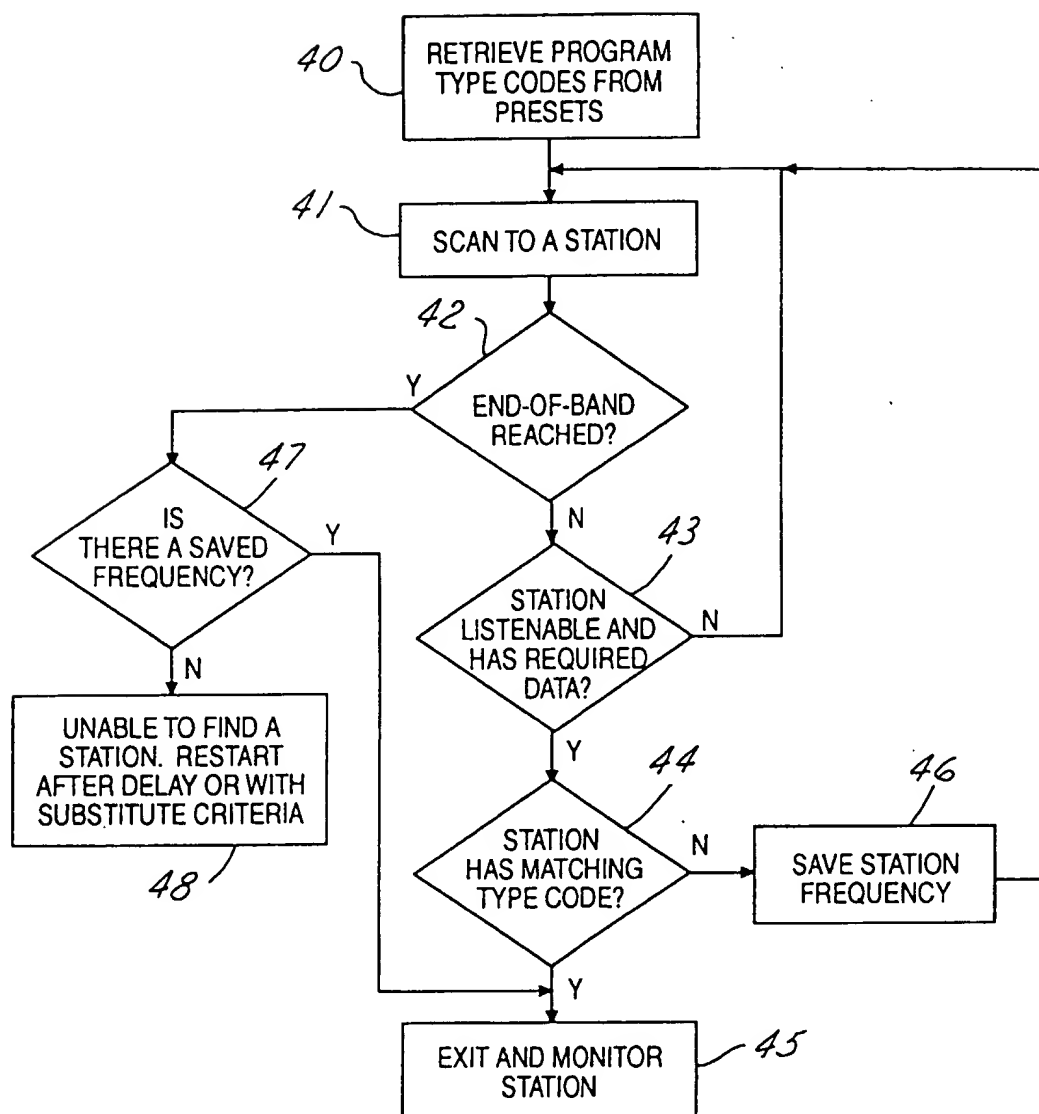 40
RETRIEVE PROGRAM
TYPE CODES FROM
PRESETS
41
SCAN TO A STATION
42
Y
END-OF-BAND
REACHED?
N
47
IS
THERE A SAVED
FREQUENCY?
Y
N
43
STATION
LISTENABLE AND
HAS REQUIRED
DATA?
N
Y
UNABLE TO FIND A
STATION. RESTART
AFTER DELAY OR WITH
SUBSTITUTE CRITERIA
48
44
STATION
HAS MATCHING
TYPE CODE?
N
Y
46
SAVE STATION
FREQUENCY
EXIT AND MONITOR
STATION
45